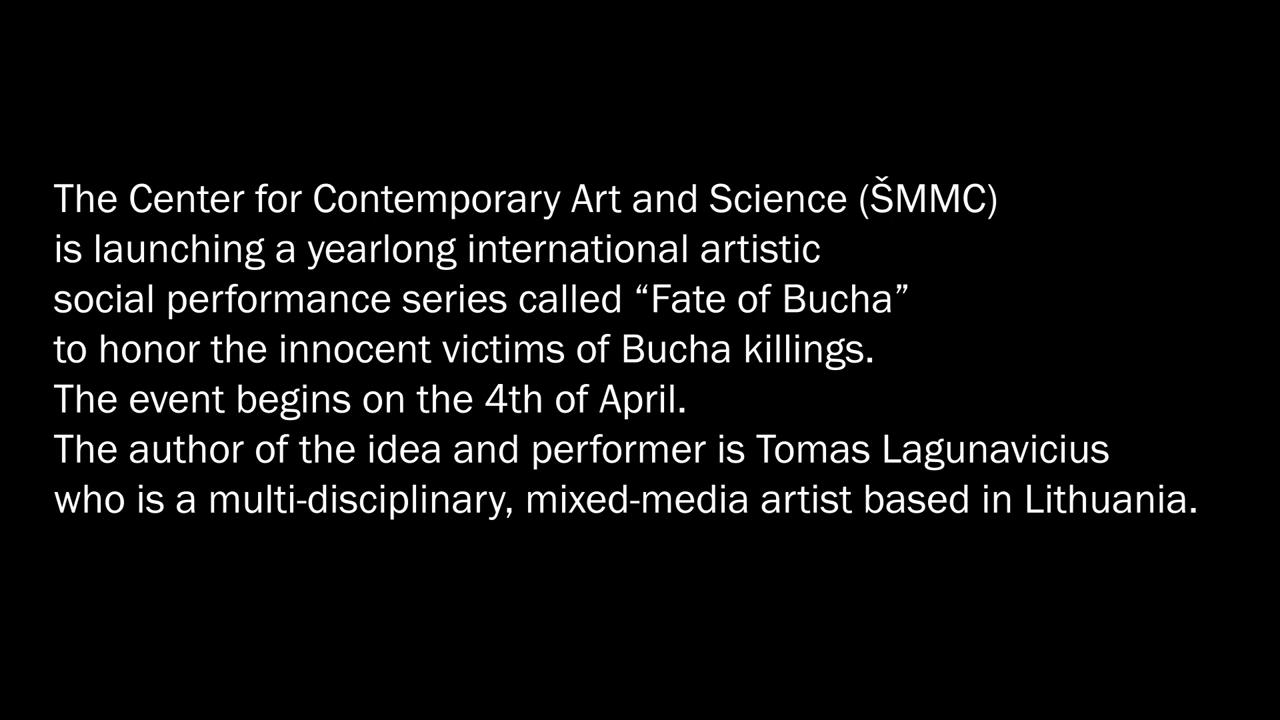 The Center for Contemporary Art and Science (ŠMMC)
is launching a yearlong international artistic
social performance series called “Fate of Bucha”
to honor the innocent victims of Bucha killings.
The event begins on the 4th of April.
The author of the idea and performer is Tomas Lagunavicius
who is a multi-disciplinary, mixed-media artist based in Lithuania.